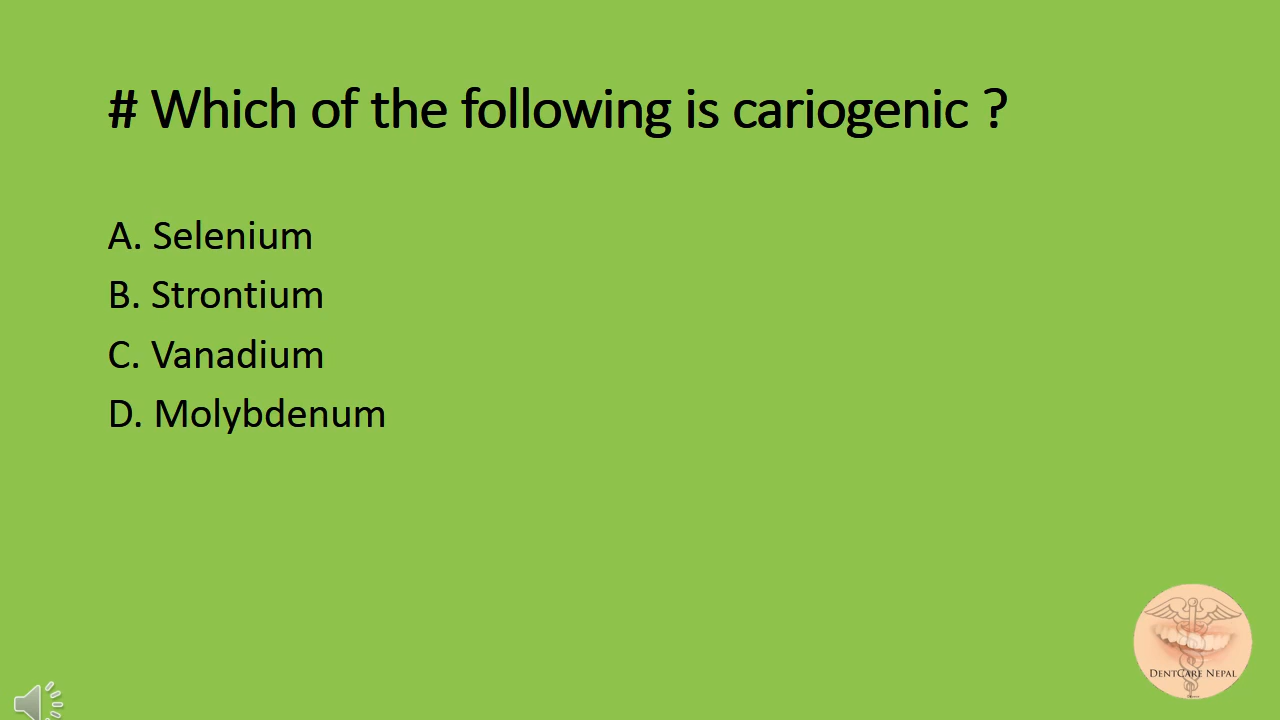 # Which of the following is cariogenic ?
A. Selenium
B. Strontium
C. Vanadium
D. Molybdenum
DENTCARE NEPAL